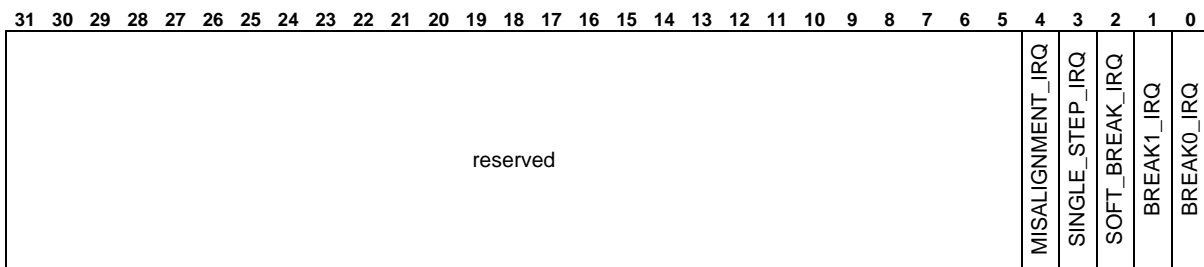 31 30 29 28 27 26 25 24 23 22 21 20 19 18 17 16 15 14 13 12 11 10 9 8 7 6 5 4 3 2 1 0
reserved
MISALIGNMENT_IRQ
SINGLE_STEP_IRQ
SOFT_BREAK_IRQ
BREAK1_IRQ
BREAK0_IRQ